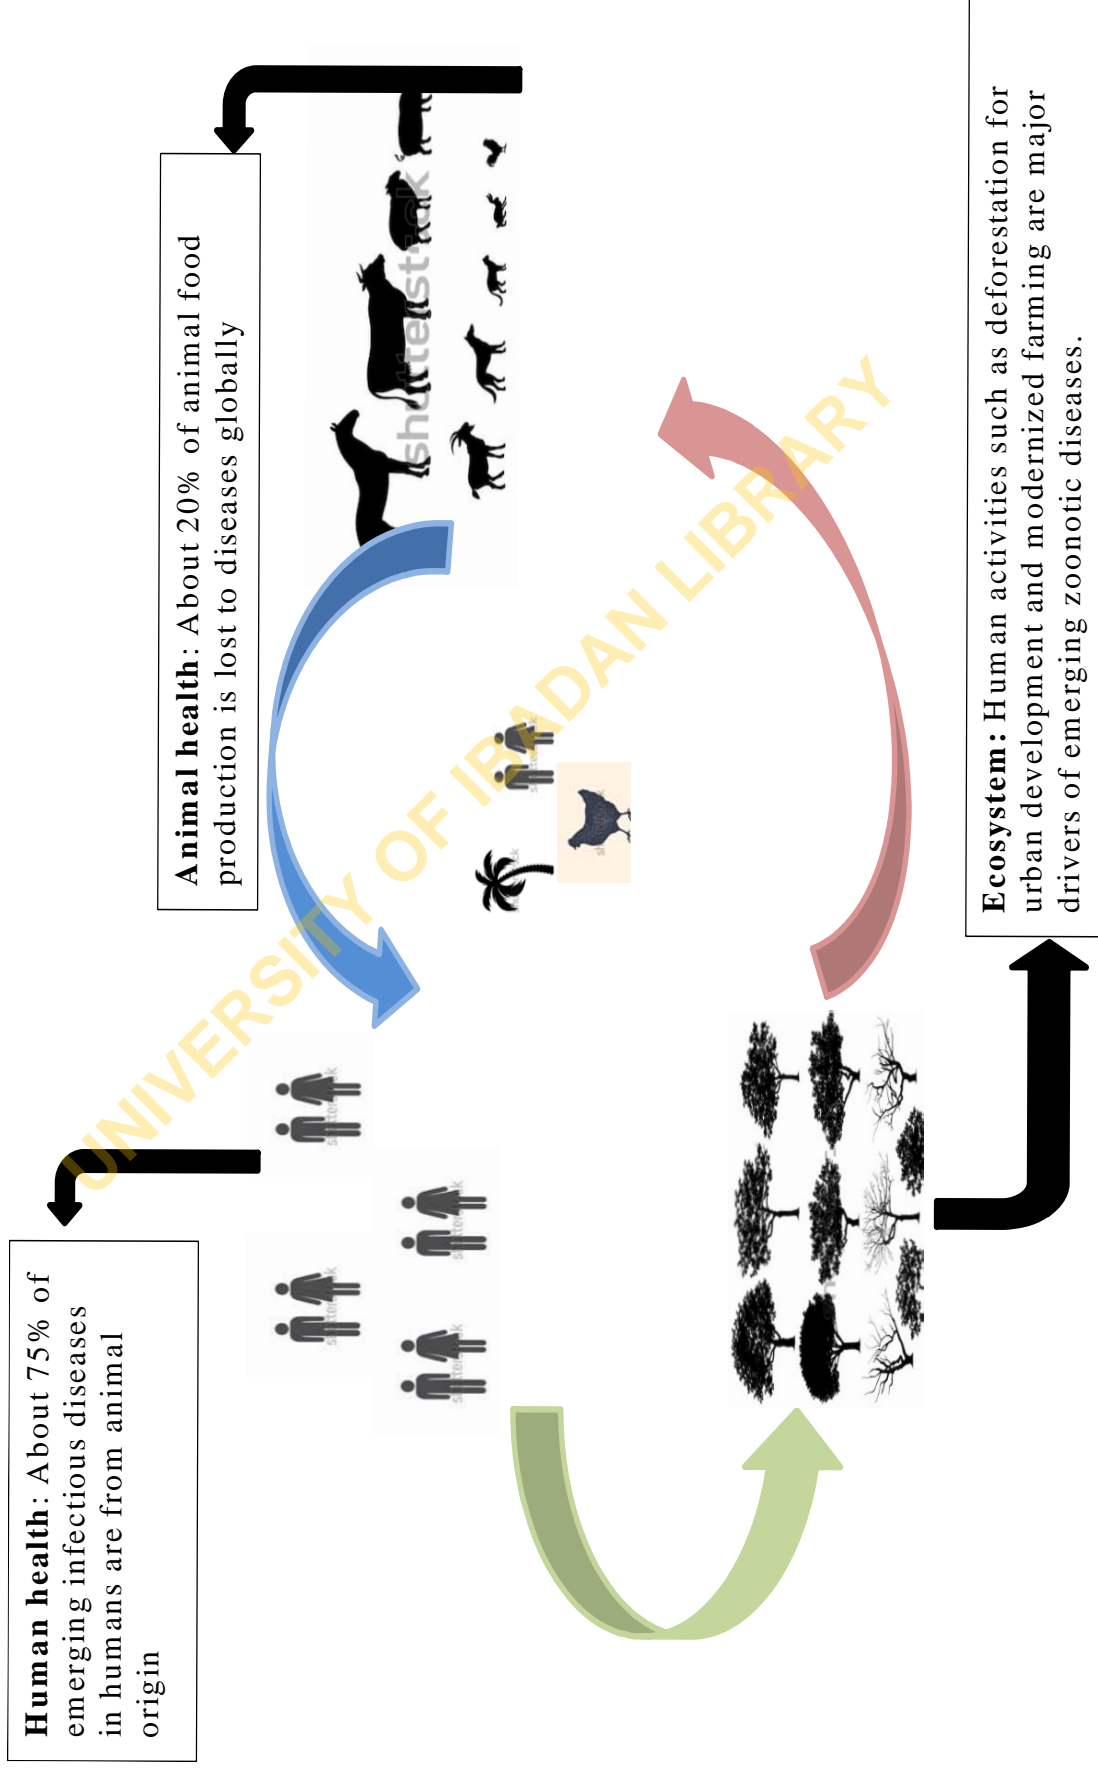 Human health: About 75% of
emerging infectious diseases
in humans are from animal
origin
Animal health: About 20% of animal food
production is lost to diseases globally
Ecosystem: Human activities such as deforestation for
urban development and modernized farming are major
drivers of emerging zoonotic diseases.
UNIVERSITY OF IBADAN LIBRARY
shutterstock